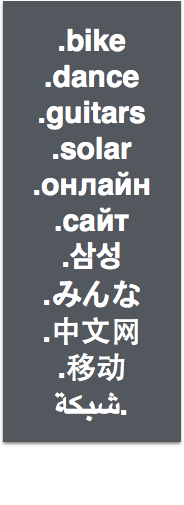 .bike
.dance
.guitars
.solar
.онлайн
.сайт
.삼성
.みんな
.中文网
.移动
.شبكة